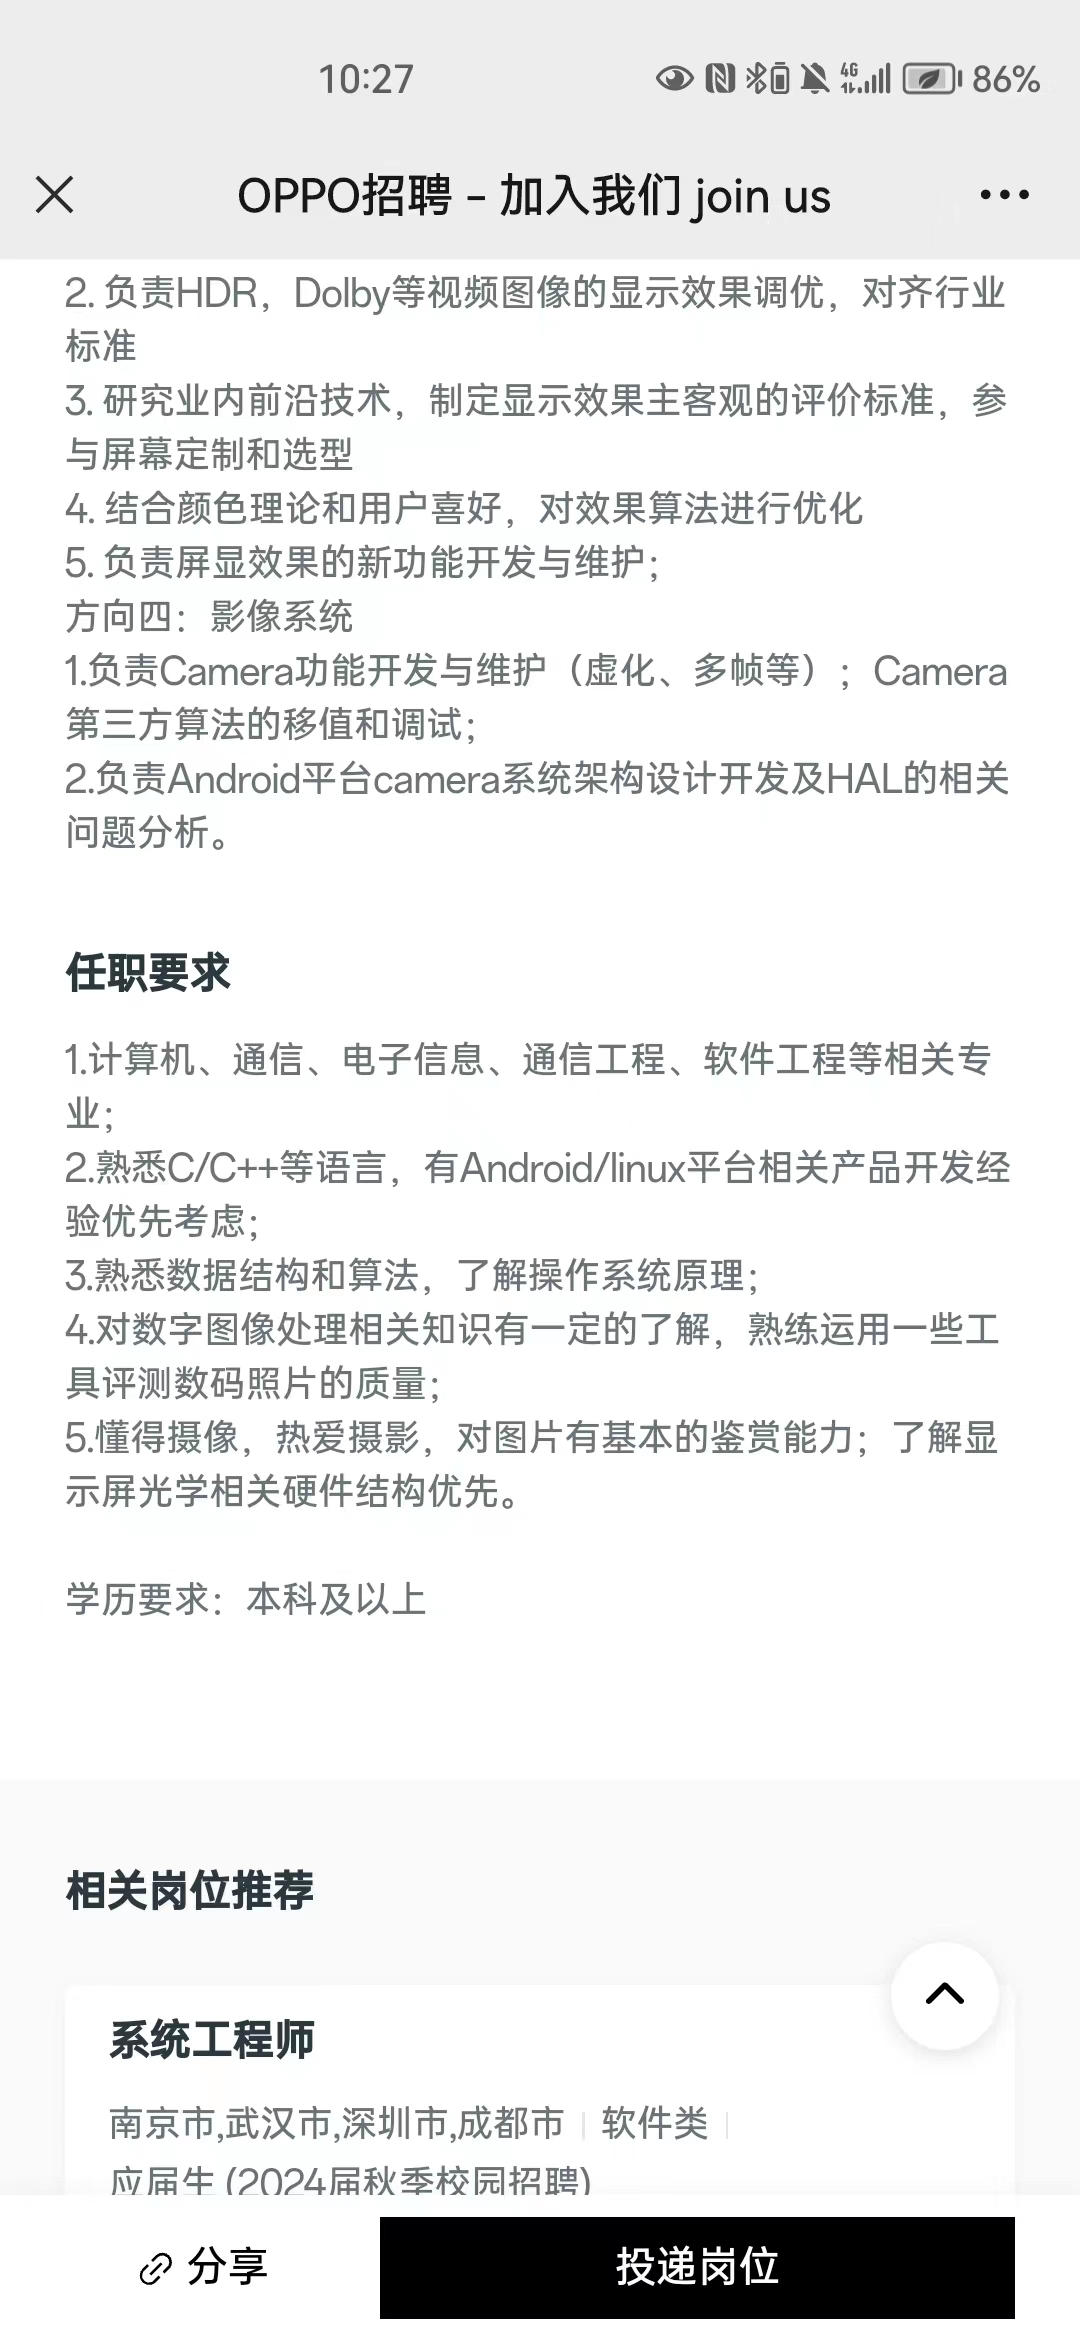 10:27
4G
86%
OPPO招聘 – 加入我们 join us
2. 负责HDR，Dolby等视频图像的显示效果调优，对齐行业
标准
3. 研究业内前沿技术，制定显示效果主客观的评价标准，参
与屏幕定制和选型
4. 结合颜色理论和用户喜好，对效果算法进行优化
5. 负责屏显效果的新功能开发与维护；
方向四：影像系统
1.负责Camera功能开发与维护（虚化、多帧等）；Camera
第三方算法的移值和调试；
2.负责Android平台camera系统架构设计开发及HAL的相关
问题分析。
任职要求
1.计算机、通信、电子信息、通信工程、软件工程等相关专
业；
2.熟悉C/C++等语言，有Android/linux平台相关产品开发经
验优先考虑；
3.熟悉数据结构和算法，了解操作系统原理；
4.对数字图像处理相关知识有一定的了解，熟练运用一些工
具评测数码照片的质量；
5.懂得摄像，热爱摄影，对图片有基本的鉴赏能力；了解显
示屏光学相关硬件结构优先。
学历要求：本科及以上
相关岗位推荐
系统工程师
南京市,武汉市,深圳市,成都市 | 软件类 |
应届生 (2024届秋季校园招聘)
分享
投递岗位